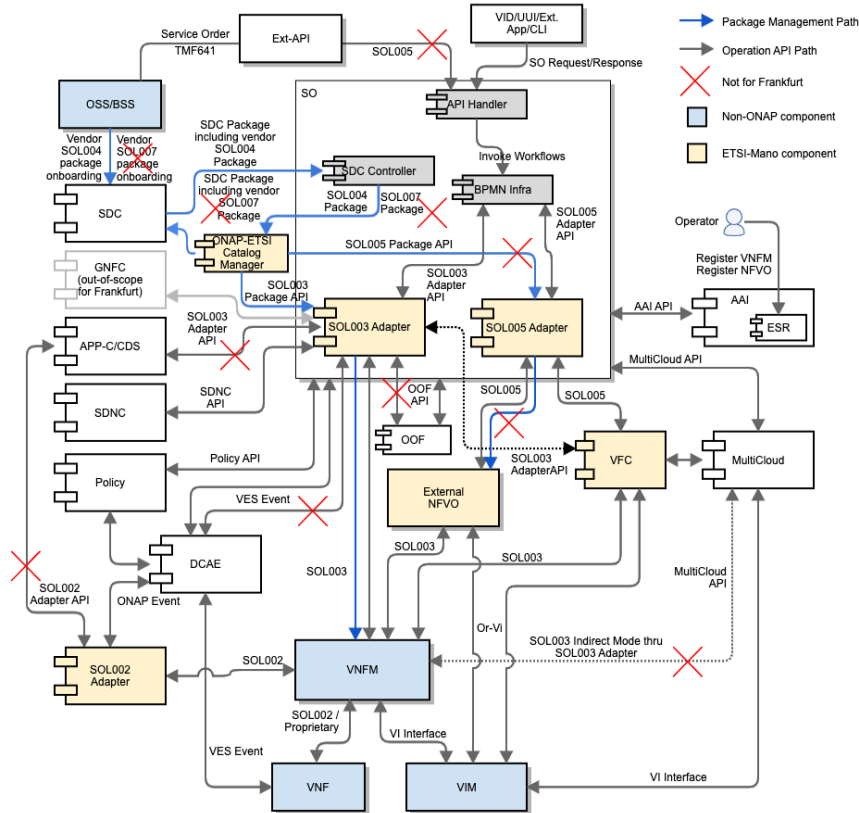 Service Order
TMF641
Ext-API
SOL005
VID/UUI/Ext.
App/CLI
SO Request/Response
Package Management Path
Operation API Path
Not for Frankfurt
Non-ONAP component
ETSI-Mano component
OSS/BSS
SO
API Handler
Vendor
SOL004
package
onboarding
Vendor
SOL007
package
onboarding
SDC Package
including vendor
SOL004
Package
SDC Package
including vendor
SOL007
Package
SDC Controller
Invoke Workflows
BPMN Infra
SOL004
Package
SOL007
Package
SDC
ONAP-ETSI
Catalog
Manager
SOL005 Package API
SOL005
Adapter
API
Operator
Register VNFM
Register NFVO
GNFC
(out-of-scope
for Frankfurt)
SOL003
Package API
SOL003
Adapter
API
AAI API
AAI
ESR
SOL003 Adapter
SOL005 Adapter
SOL003
Adapter
API
APP-C/CDS
MultiCloud API
SDNC
API
SDNC
OOF
API
OOF
SOL005
SOL005
SOL003
AdapterAPI
VFC
MultiCloud
Policy API
Policy
VES Event
External
NFVO
DCAE
SOL003
SOL003
SOL003
MultiCloud
API
SOL002
Adapter API
ONAP Event
Or-Vi
SOL003 Indirect Mode thru
SOL003 Adapter
SOL002
Adapter
SOL002
VNFM
SOL002 /
Proprietary
VI Interface
VES Event
VNF
VIM
VI Interface